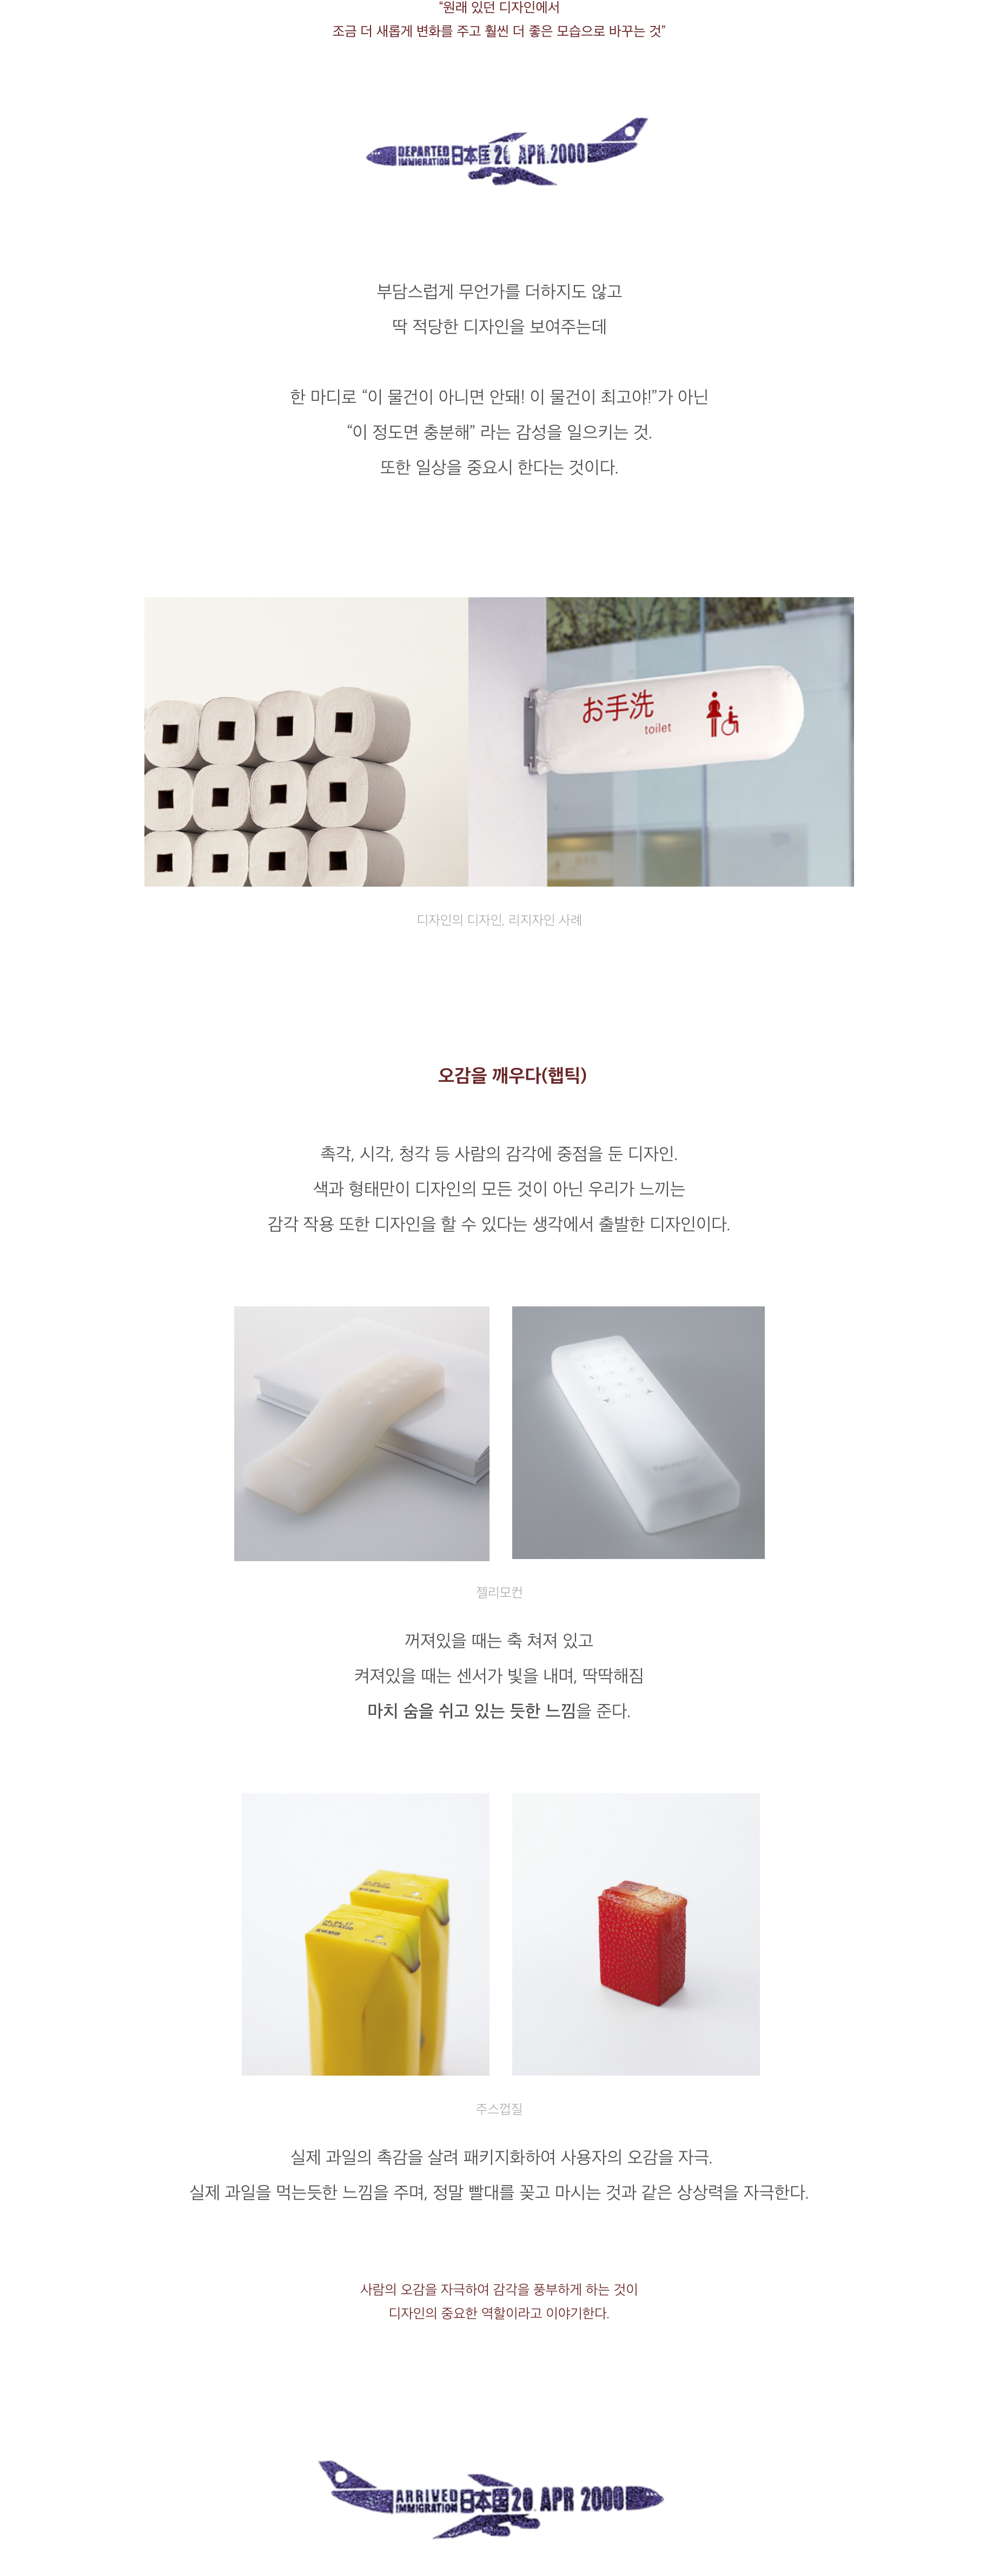 “원래 있던 디자인에서
조금 더 새롭게 변화를 주고 훨씬 더 좋은 모습으로 바꾸는 것”
DEPARTED
IMMIGRATION
日本国 20 APR.2000
부담스럽게 무언가를 더하지도 않고
딱 적당한 디자인을 보여주는데
한 마디로 “이 물건이 아니면 안돼! 이 물건이 최고야!”가 아닌
“이 정도면 충분해” 라는 감성을 일으키는 것.
또한 일상을 중요시 한다는 것이다.
お手洗
toilet
디자인의 디자인, 리지자인 사례
오감을 깨우다(햅틱)
촉각, 시각, 청각 등 사람의 감각에 중점을 둔 디자인.
색과 형태만이 디자인의 모든 것이 아닌 우리가 느끼는
감각 작용 또한 디자인을 할 수 있다는 생각에서 출발한 디자인이다.
젤리모컨
꺼져있을 때는 축 쳐져 있고
켜져있을 때는 센서가 빛을 내며, 딱딱해짐
마치 숨을 쉬고 있는 듯한 느낌을 준다.
주스껍질
실제 과일의 촉감을 살려 패키지화하여 사용자의 오감을 자극.
실제 과일을 먹는듯한 느낌을 주며, 정말 빨대를 꽂고 마시는 것과 같은 상상력을 자극한다.
사람의 오감을 자극하여 감각을 풍부하게 하는 것이
디자인의 중요한 역할이라고 이야기한다.
ARRIVED
IMMIGRATION
日本国 20. APR 2000